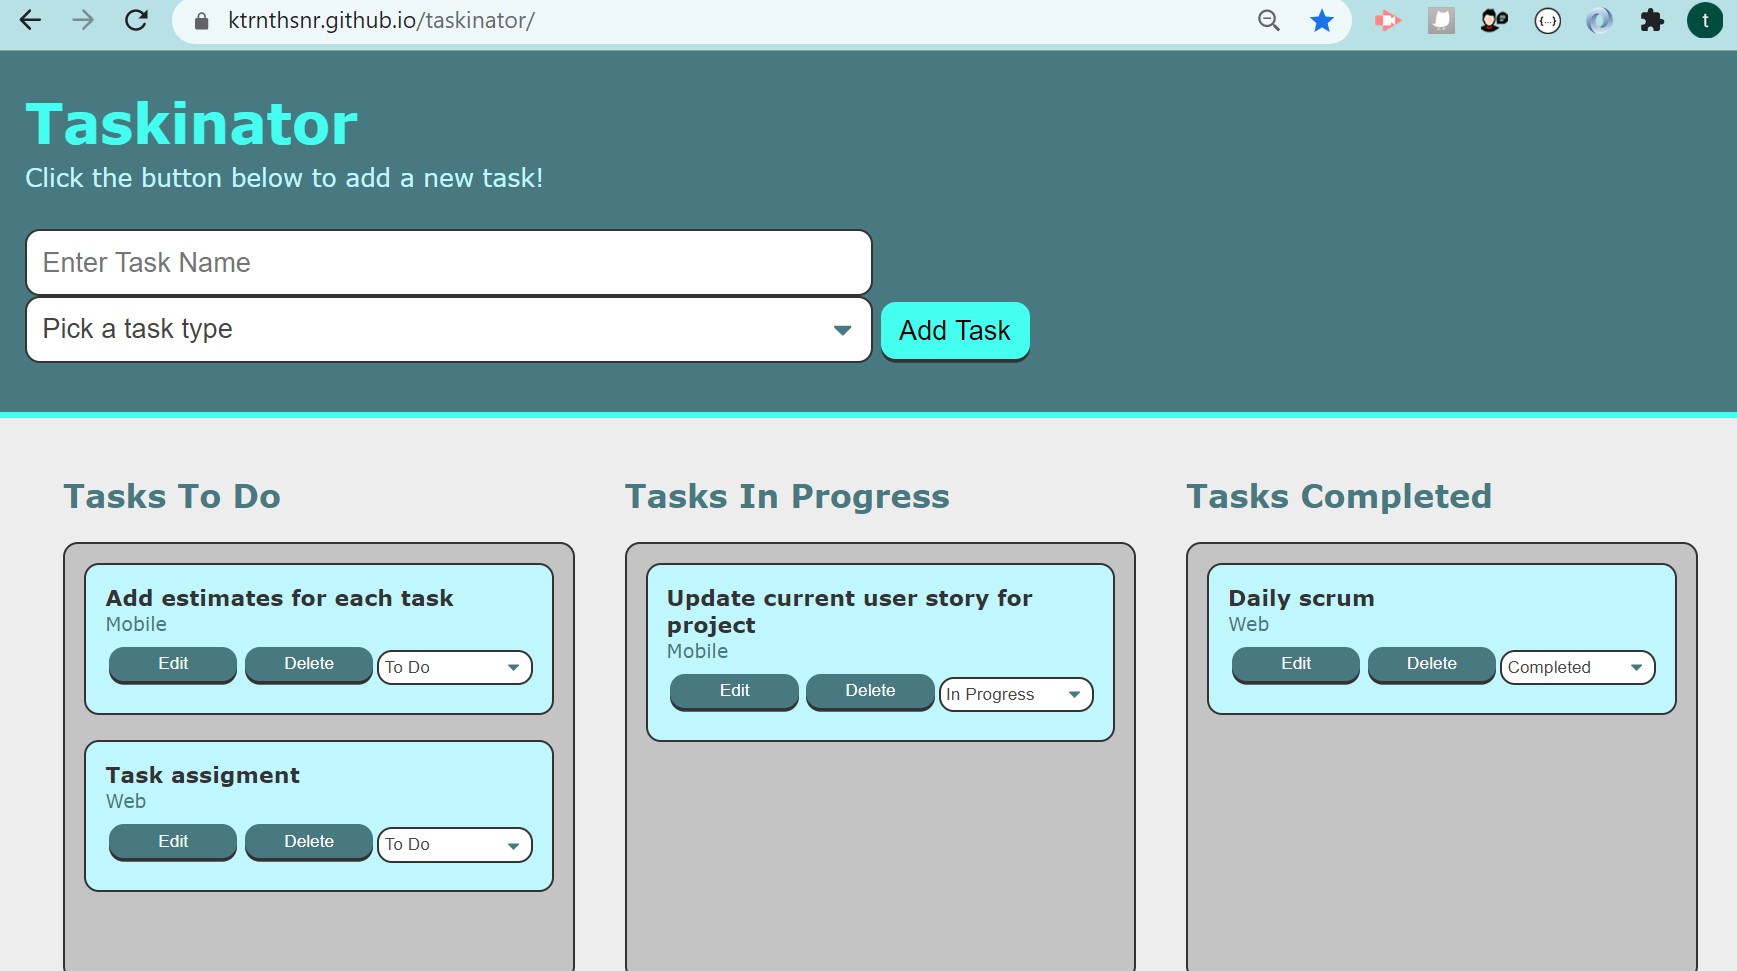 ktrnthsnr.github.io/taskinator/
t
Taskinator
Click the button below to add a new task!
Enter Task Name
Pick a task type
Add Task
Tasks To Do
Add estimates for each task
Mobile
Edit Delete To Do
Task assigment
Web
Edit Delete To Do
Tasks In Progress
Update current user story for
project
Mobile
Edit Delete In Progress
Tasks Completed
Daily scrum
Web
Edit Delete Completed